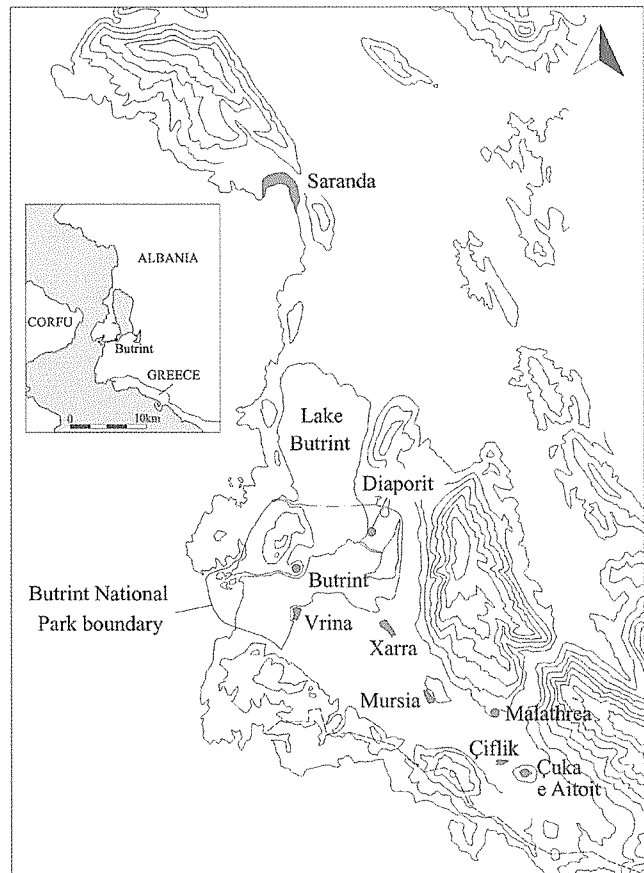 Saranda
ALBANIA
CORFU
Butrint
GREECE
0 10km
Lake
Butrint
Diaporit
Butrint
Butrint National
Park boundary
Vrina
Xarra
Mursia
Malathrea
Çiflik
Çuka
e Aitoit